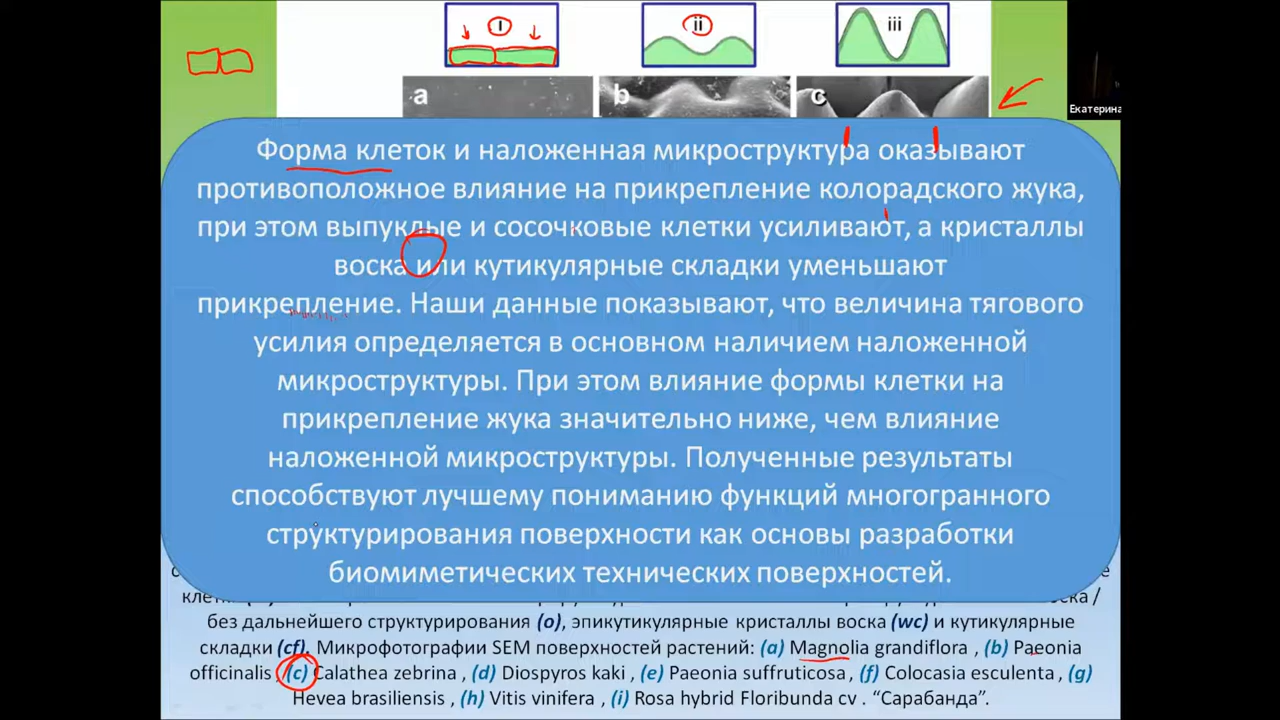 i
ii
iii
a
b
c
Екатерина
Форма клеток и наложенная микроструктура оказывают
противоположное влияние на прикрепление колорадского жука,
при этом выпуклые и сосочковые клетки усиливают, а кристаллы
воска или кутикулярные складки уменьшают
прикрепление. Наши данные показывают, что величина тягового
усилия определяется в основном наличием наложенной
микроструктуры. При этом влияние формы клетки на
прикрепление жука значительно ниже, чем влияние
наложенной микроструктуры. Полученные результаты
способствуют лучшему пониманию функций многогранного
структурирования поверхности как основы разработки
биомиметических технических поверхностей.
без дальнейшего структурирования (o), эпикутикулярные кристаллы воска (wc) и кутикулярные
складки (cf). Микрофотографии SEM поверхностей растений: (a) Magnolia grandiflora , (b) Paeonia
officinalis , (c) Calathea zebrina , (d) Diospyros kaki , (e) Paeonia suffruticosa , (f) Colocasia esculenta , (g)
Hevea brasiliensis , (h) Vitis vinifera , (i) Rosa hybrid Floribunda cv . “Сарабанда”.